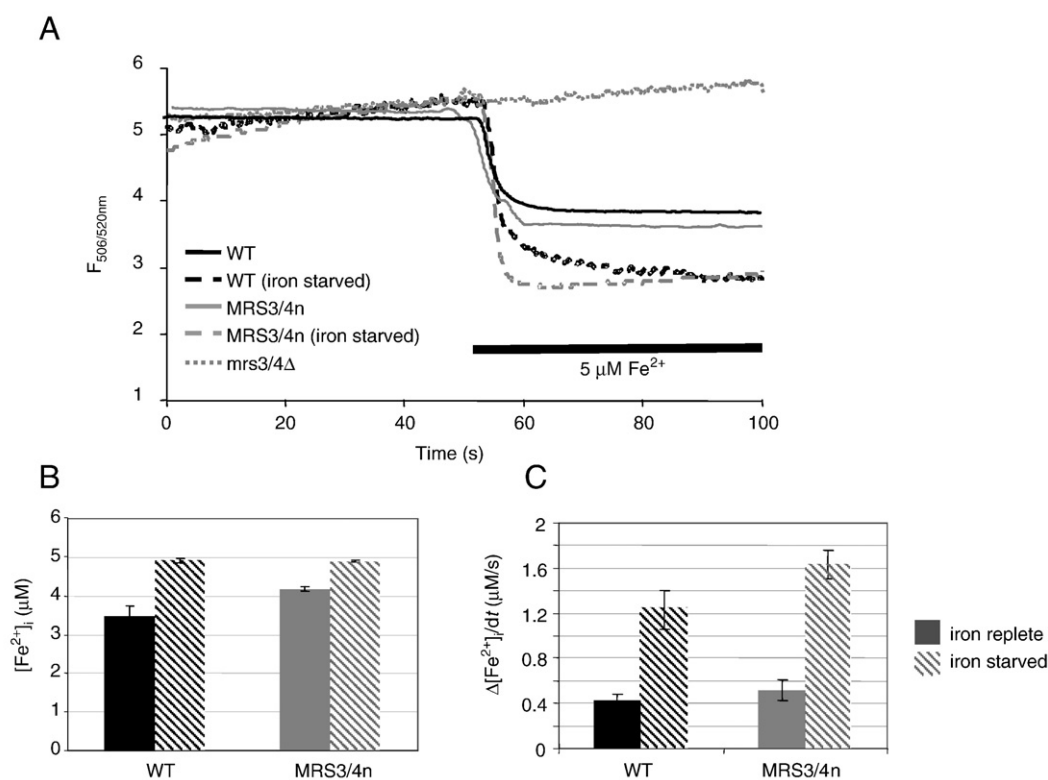 A
6
5
4
3
2
1
F506/520nm
WT
WT (iron starved)
MRS3/4n
MRS3/4n (iron starved)
mrs3/4Δ
5 μM Fe²⁺
0 20 40 60 80 100
Time (s)
B
6
5
4
3
2
1
0
[Fe²⁺]i (μM)
WT MRS3/4n
C
2
1.6
1.2
0.8
0.4
0
Δ[Fe²⁺]i/dt (μM/s)
WT MRS3/4n
iron replete
iron starved